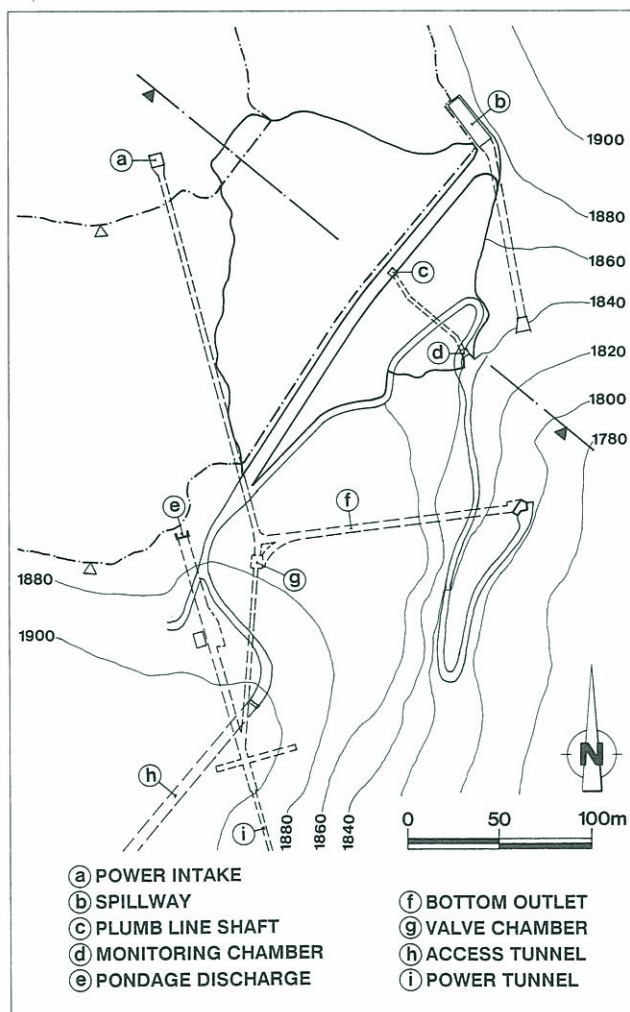 b
1900
a
1880
1860
c
1840
d
1820
1800
1780
e
f
1880
g
1900
N
h
i
1880
1860
1840
0 50 100m
a POWER INTAKE
b SPILLWAY
c PLUMB LINE SHAFT
d MONITORING CHAMBER
e PONDAGE DISCHARGE
f BOTTOM OUTLET
g VALVE CHAMBER
h ACCESS TUNNEL
i POWER TUNNEL